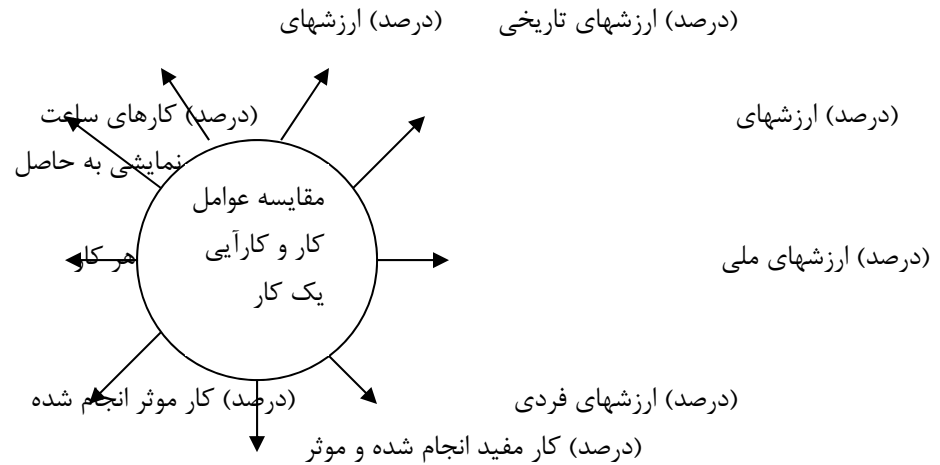 (درصد) ارزشهای تاریخی
(درصد) ارزشهای
(درصد) ارزشهای
(درصد) کارهای ساعت
نمایشی به حاصل
مقایسه عوامل
کار و کارآیی
یک کار
(درصد) ارزشهای ملی
هر کار
(درصد) ارزشهای فردی
(درصد) کار موثر انجام شده
(درصد) کار مفید انجام شده و موثر